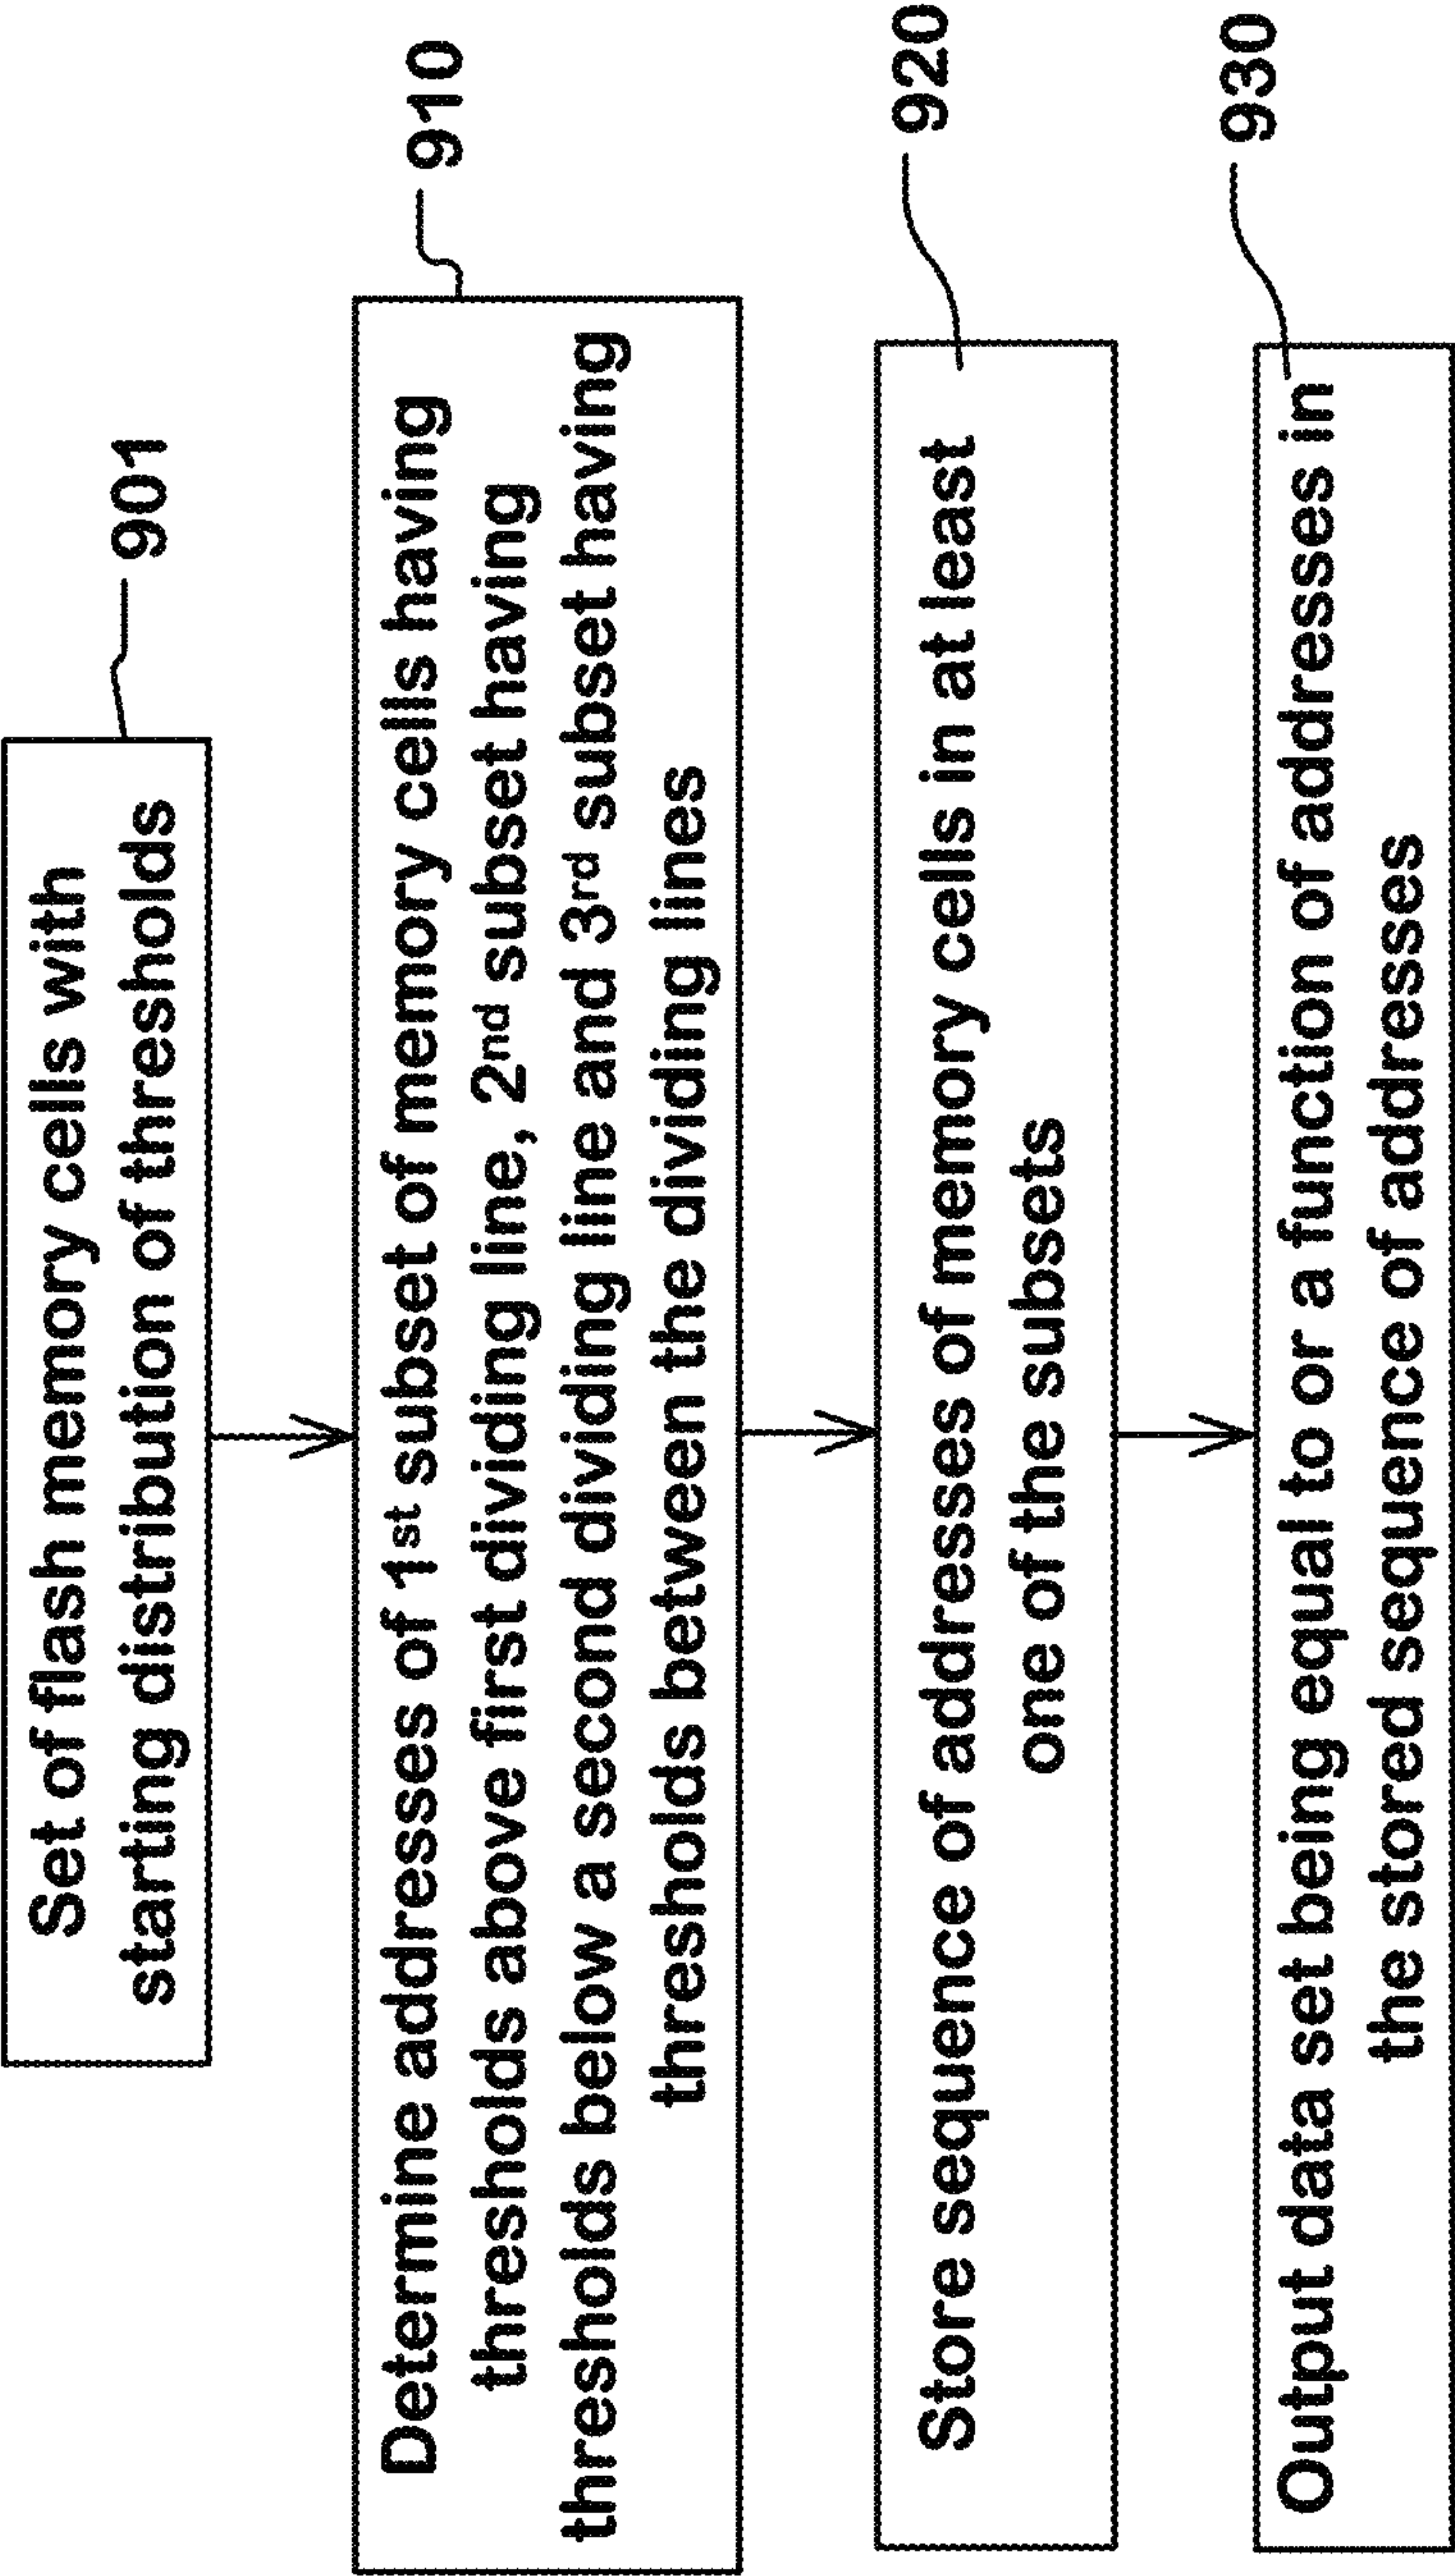 Set of flash memory cells with
starting distribution of thresholds
901
Determine addresses of 1st subset of memory cells having
thresholds above first dividing line, 2nd subset having
thresholds below a second dividing line and 3rd subset having
thresholds between the dividing lines
910
Store sequence of addresses of memory cells in at least
one of the subsets
920
Output data set being equal to or a function of addresses in
the stored sequence of addresses
930